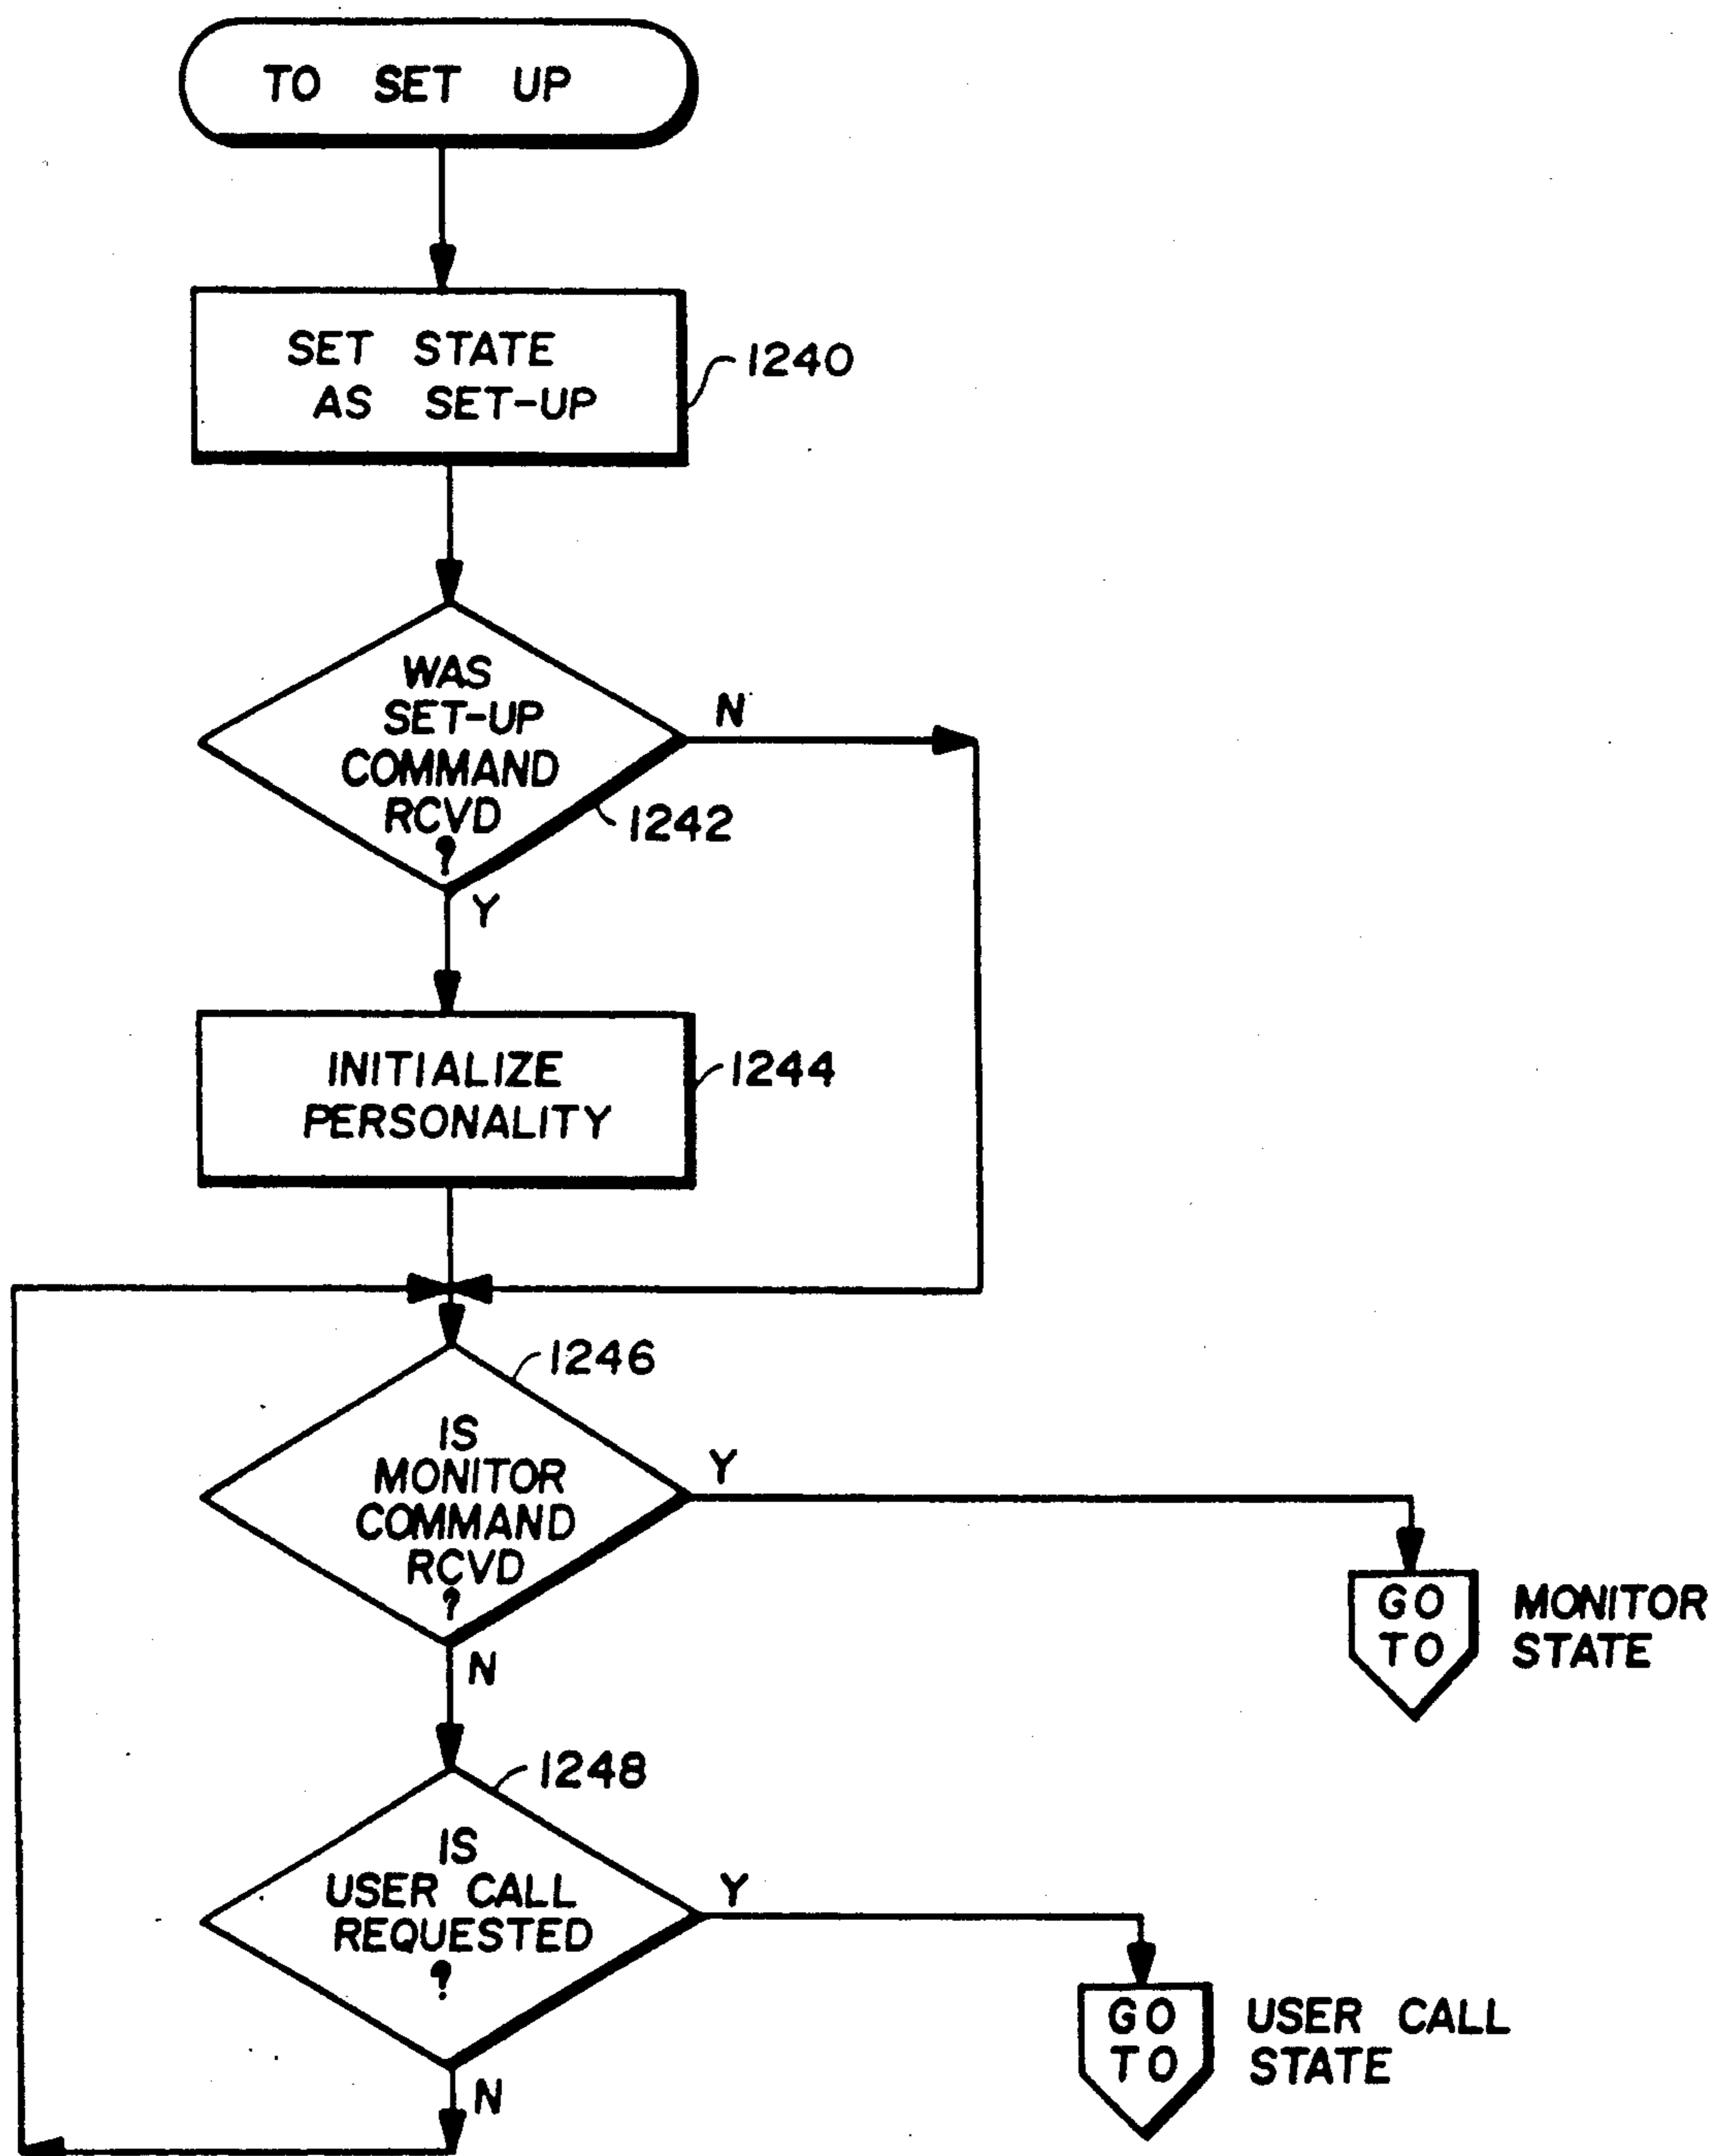 TO SET UP
SET STATE
AS SET-UP
1240
WAS
SET-UP
COMMAND
RCVD
?
N
1242
Y
INITIALIZE
PERSONALITY
1244
1246
IS
MONITOR
COMMAND
RCVD
?
Y
GO
TO
MONITOR
STATE
N
1248
IS
USER CALL
REQUESTED
?
Y
GO
TO
USER CALL
STATE
N